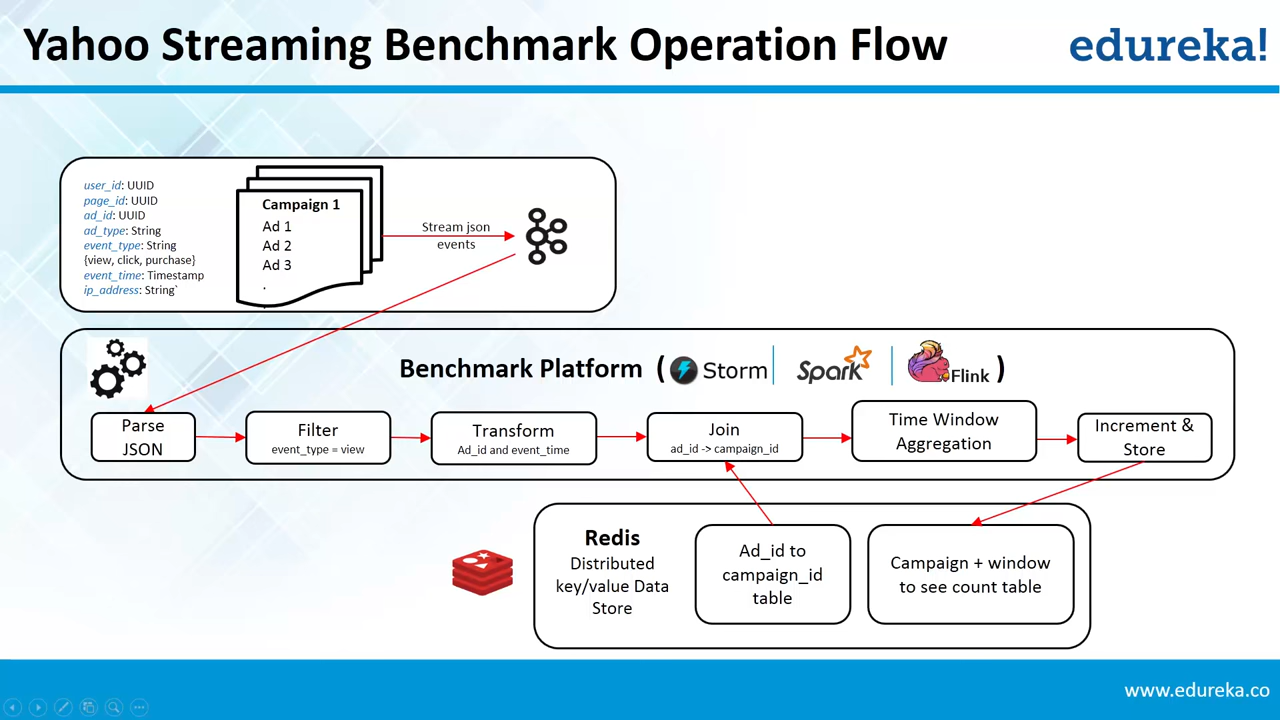 Yahoo Streaming Benchmark Operation Flow
edureka!
user_id: UUID
page_id: UUID
ad_id: UUID
ad_type: String
event_type: String
{view, click, purchase}
event_time: Timestamp
ip_address: String`
Campaign 1
Ad 1
Ad 2
Ad 3
.
Stream json
events
Benchmark Platform ( Storm | Spark | Flink )
Parse
JSON
Filter
event_type = view
Transform
Ad_id and event_time
Join
ad_id -> campaign_id
Time Window
Aggregation
Increment &
Store
Redis
Distributed
key/value Data
Store
Ad_id to
campaign_id
table
Campaign + window
to see count table
www.edureka.co